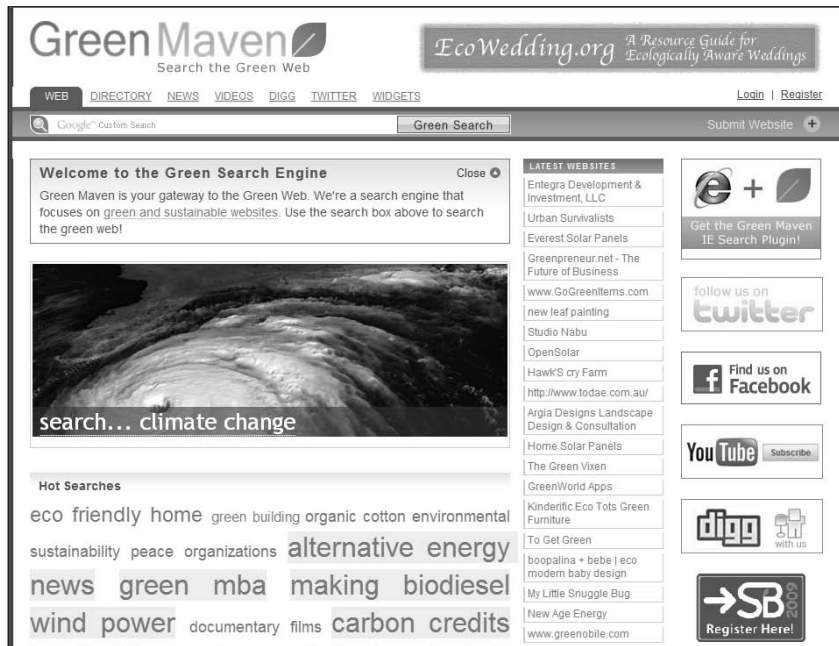 GreenMaven
Search the Green Web
EcoWedding.org
A Resource Guide for
Ecologically Aware Weddings
WEB DIRECTORY NEWS VIDEOS DIGG TWITTER WIDGETS
Login | Register
Google™ Custom Search
Green Search
Submit Website +
Welcome to the Green Search Engine
Close
Green Maven is your gateway to the Green Web. We're a search engine that
focuses on green and sustainable websites. Use the search box above to search
the green web!
search... climate change
Hot Searches
eco friendly home green building organic cotton environmental
sustainability peace organizations alternative energy
news green mba making biodiesel
wind power documentary films carbon credits
LATEST WEBSITES
Entegra Development &
Investment, LLC
Urban Survivalists
Everest Solar Panels
Greenpreneur.net - The
Future of Business
www.GoGreenItems.com
new leaf painting
Studio Nabu
OpenSolar
Hawk'S cry Farm
http://www.todae.com.au/
Argia Designs Landscape
Design & Consultation
Home Solar Panels
The Green Vixen
GreenWorld Apps
Kinderific Eco Tots Green
Furniture
To Get Green
boopalina + bebe | eco
modern baby design
My Little Snuggle Bug
New Age Energy
www.greenobile.com
e +
Get the Green Maven
IE Search Plugin!
follow us on
twitter
f Find us on
Facebook
YouTube Subscribe
digg
with us
SB
2009
Register Here!